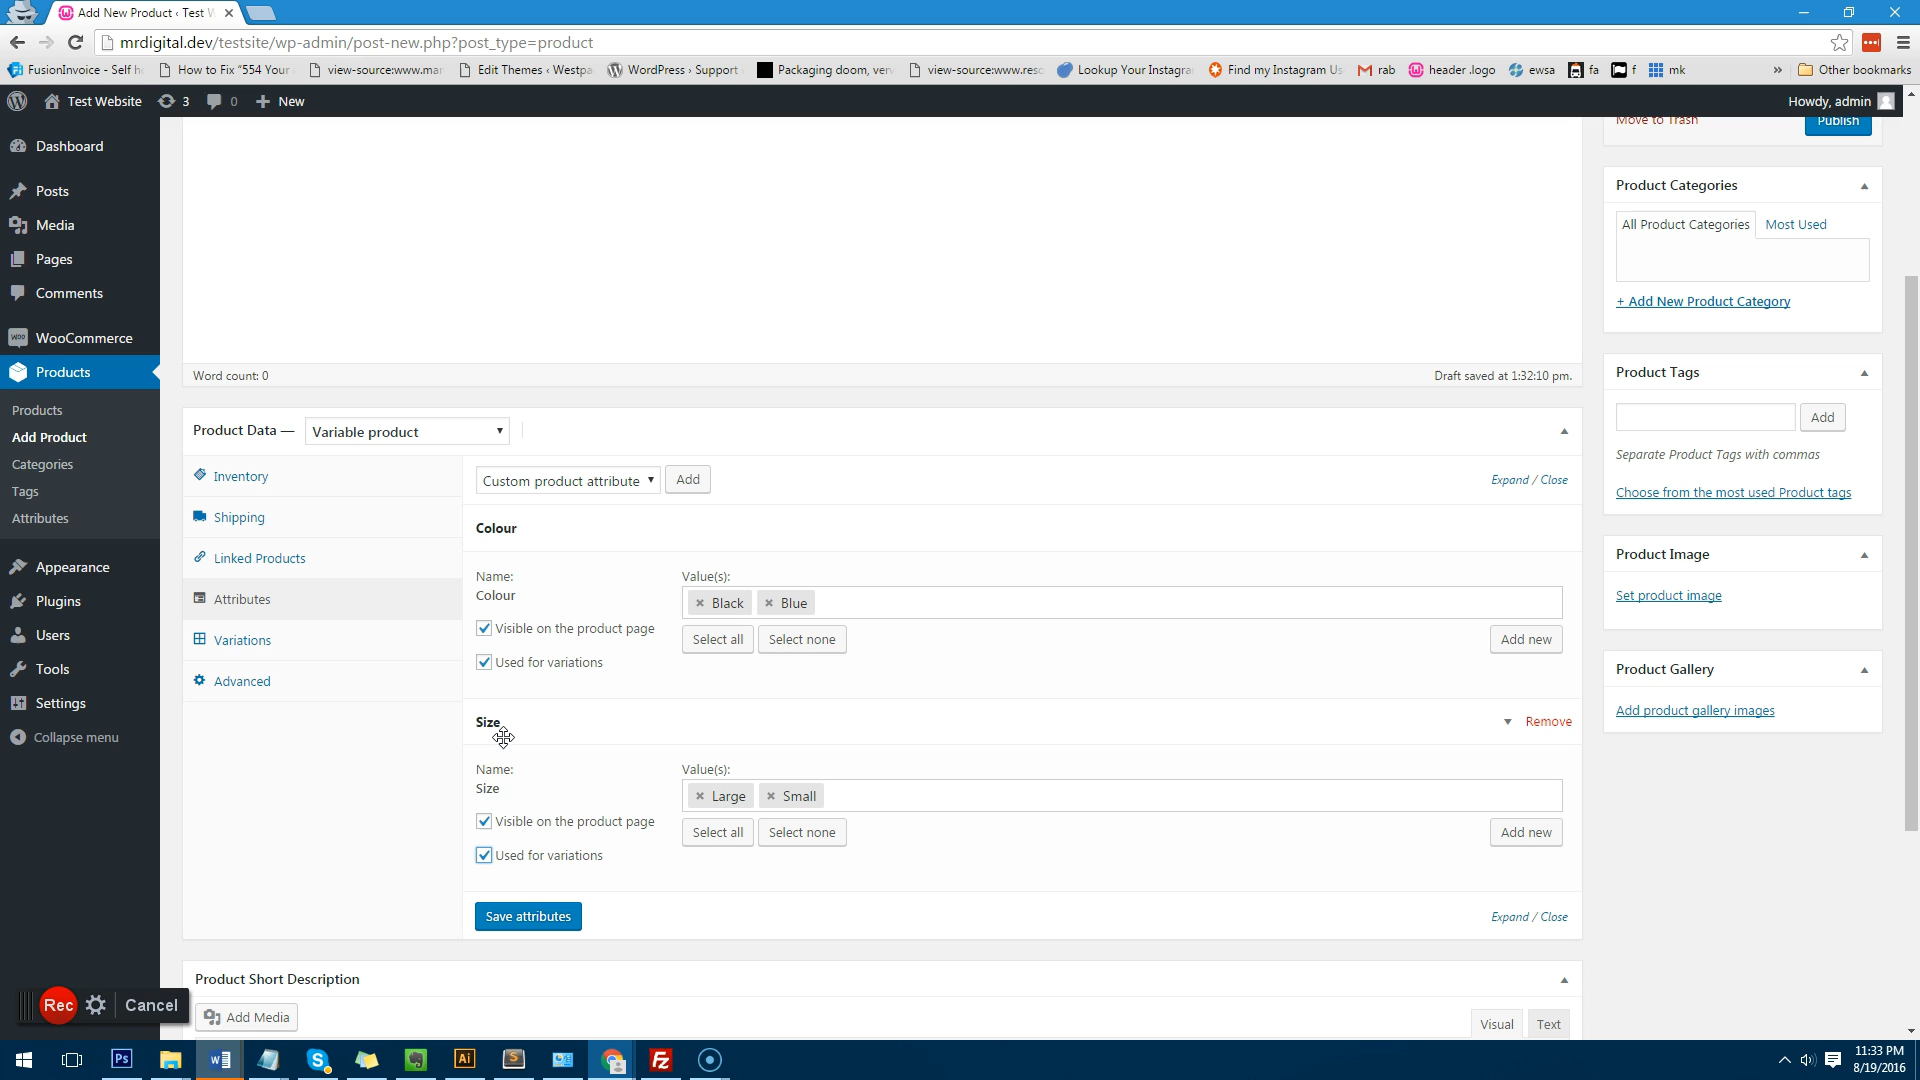 Add New Product ‹ Test W
mrdigital.dev/testsite/wp-admin/post-new.php?post_type=product
FusionInvoice - Self h
How to Fix "554 Your
view-source:www.mar
Edit Themes ‹ Westpa
WordPress › Support
Packaging doom, ver
view-source:www.resc
Lookup Your Instagra
Find my Instagram Us
rab
header .logo
ewsa
fa
f
mk
»
Other bookmarks
Test Website
3
0
+ New
Howdy, admin
Dashboard
Posts
Media
Pages
Comments
WooCommerce
Products
Products
Add Product
Categories
Tags
Attributes
Appearance
Plugins
Users
Tools
Settings
Collapse menu
Word count: 0
Draft saved at 1:32:10 pm.
Product Data —
Variable product
Inventory
Shipping
Linked Products
Attributes
Variations
Advanced
Custom product attribute
Add
Expand / Close
Colour
Name:
Colour
Value(s):
× Black × Blue
Visible on the product page
Used for variations
Select all
Select none
Add new
Size
Remove
Name:
Size
Value(s):
× Large × Small
Visible on the product page
Used for variations
Select all
Select none
Add new
Save attributes
Expand / Close
Product Short Description
Add Media
Visual
Text
Move to Trash
Publish
Product Categories
All Product Categories
Most Used
+ Add New Product Category
Product Tags
Add
Separate Product Tags with commas
Choose from the most used Product tags
Product Image
Set product image
Product Gallery
Add product gallery images
Rec
Cancel
Ps
Ai
S
Fz
11:33 PM
8/19/2016